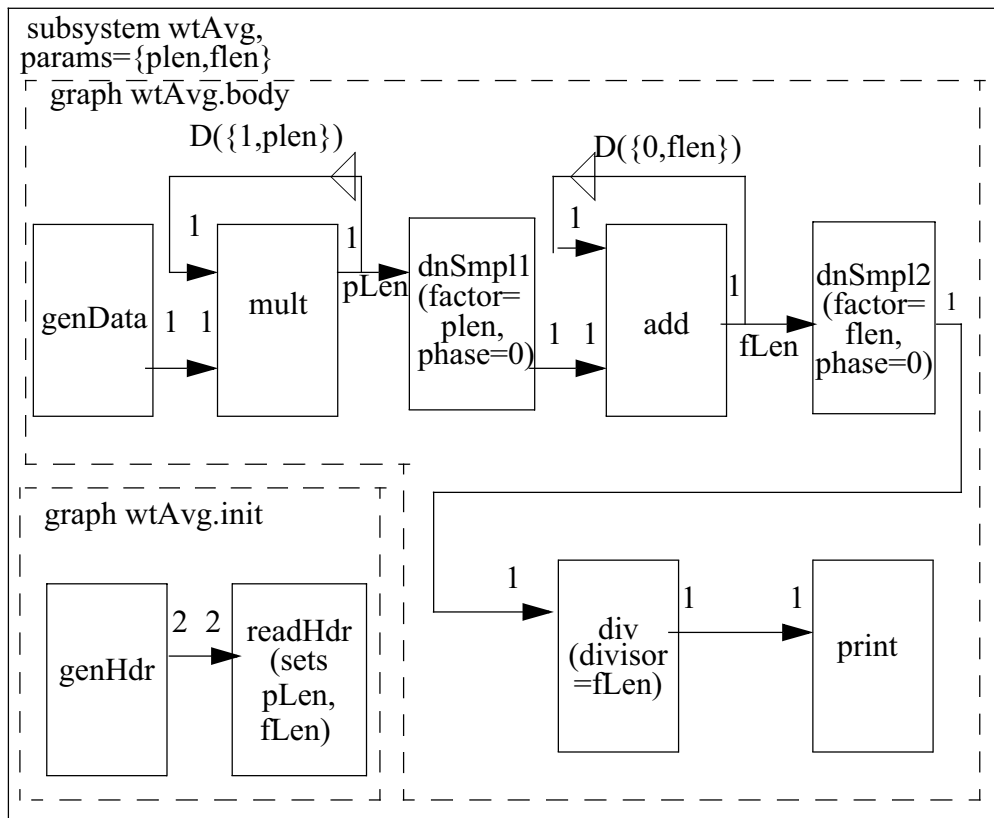 subsystem wtAvg,
params={plen,flen}
graph wtAvg.body
D({1,plen})
D({0,flen})
genData
1
1
1
mult
1
pLen
dnSmpl1
(factor=
plen,
phase=0)
1
1
1
add
1
fLen
dnSmpl2
(factor=
flen,
phase=0)
1
graph wtAvg.init
genHdr
2
2
readHdr
(sets
pLen,
fLen)
1
div
(divisor
=fLen)
1
1
print